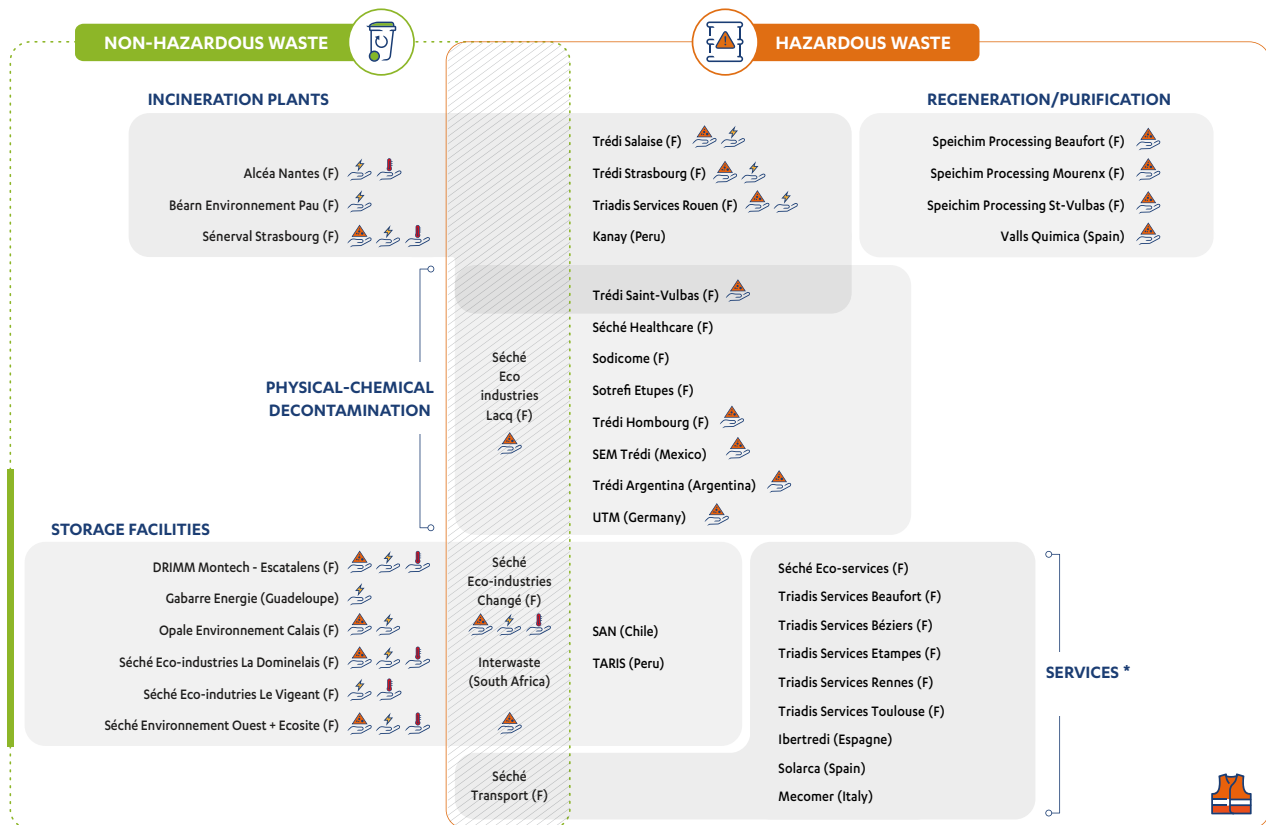 NON-HAZARDOUS WASTE
HAZARDOUS WASTE
INCINERATION PLANTS
Alcéa Nantes (F)
Béarn Environnement Pau (F)
Sénerval Strasbourg (F)
Trédi Salaise (F)
Trédi Strasbourg (F)
Triadis Services Rouen (F)
Kanay (Peru)
REGENERATION/PURIFICATION
Speichim Processing Beaufort (F)
Speichim Processing Mourenx (F)
Speichim Processing St-Vulbas (F)
Valls Quimica (Spain)
PHYSICAL-CHEMICAL
DECONTAMINATION
Séché
Eco
industries
Lacq (F)
Trédi Saint-Vulbas (F)
Séché Healthcare (F)
Sodicome (F)
Sotrefi Etupes (F)
Trédi Hombourg (F)
SEM Trédi (Mexico)
Trédi Argentina (Argentina)
UTM (Germany)
STORAGE FACILITIES
DRIMM Montech - Escatalens (F)
Gabarre Energie (Guadeloupe)
Opale Environnement Calais (F)
Séché Eco-industries La Dominelais (F)
Séché Eco-indutries Le Vigeant (F)
Séché Environnement Ouest + Ecosite (F)
Séché
Eco-industries
Changé (F)
Interwaste
(South Africa)
SAN (Chile)
TARIS (Peru)
Séché
Transport (F)
Séché Eco-services (F)
Triadis Services Beaufort (F)
Triadis Services Béziers (F)
Triadis Services Etampes (F)
Triadis Services Rennes (F)
Triadis Services Toulouse (F)
Ibertredi (Espagne)
Solarca (Spain)
Mecomer (Italy)
SERVICES *